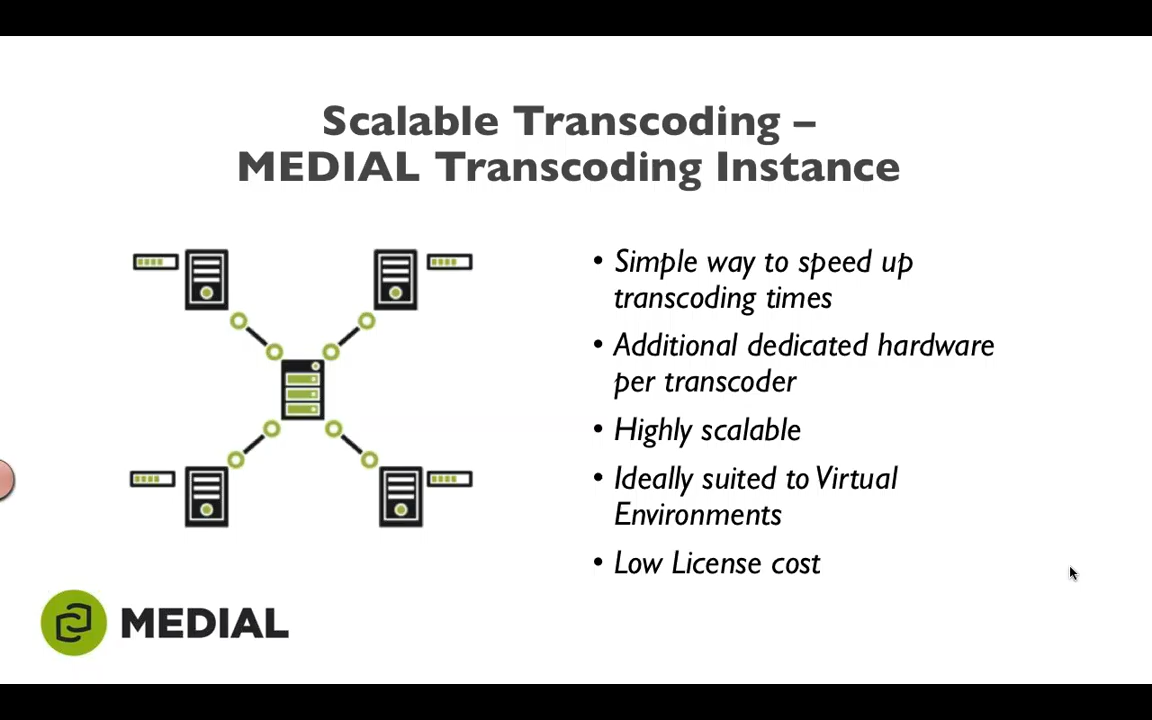 Scalable Transcoding –
MEDIAL Transcoding Instance
• Simple way to speed up
transcoding times
• Additional dedicated hardware
per transcoder
• Highly scalable
• Ideally suited to Virtual
Environments
• Low License cost
MEDIAL